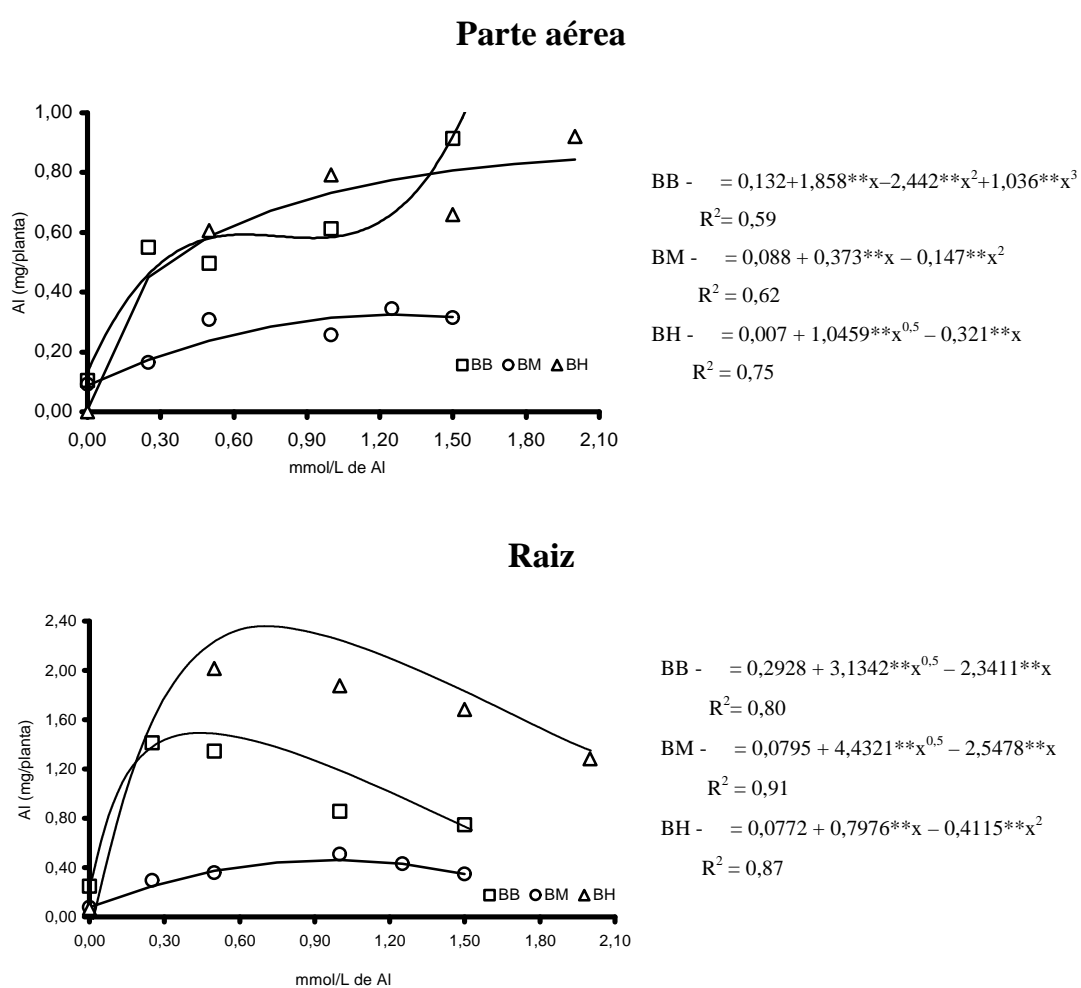 Parte aérea
1,00
0,80
0,60
0,40
0,20
0,00
Al (mg/planta)
BB BM BH
0,00 0,30 0,60 0,90 1,20 1,50 1,80 2,10
mmol/L de Al
BB - = 0,132+1,858**x–2,442**x²+1,036**x³
R²= 0,59
BM - = 0,088 + 0,373**x – 0,147**x²
R² = 0,62
BH - = 0,007 + 1,0459**x^0,5 – 0,321**x
R² = 0,75
Raiz
2,40
2,00
1,60
1,20
0,80
0,40
0,00
Al (mg/planta)
BB BM BH
0,00 0,30 0,60 0,90 1,20 1,50 1,80 2,10
mmol/L de Al
BB - = 0,2928 + 3,1342**x^0,5 – 2,3411**x
R²= 0,80
BM - = 0,0795 + 4,4321**x^0,5 – 2,5478**x
R² = 0,91
BH - = 0,0772 + 0,7976**x – 0,4115**x²
R² = 0,87